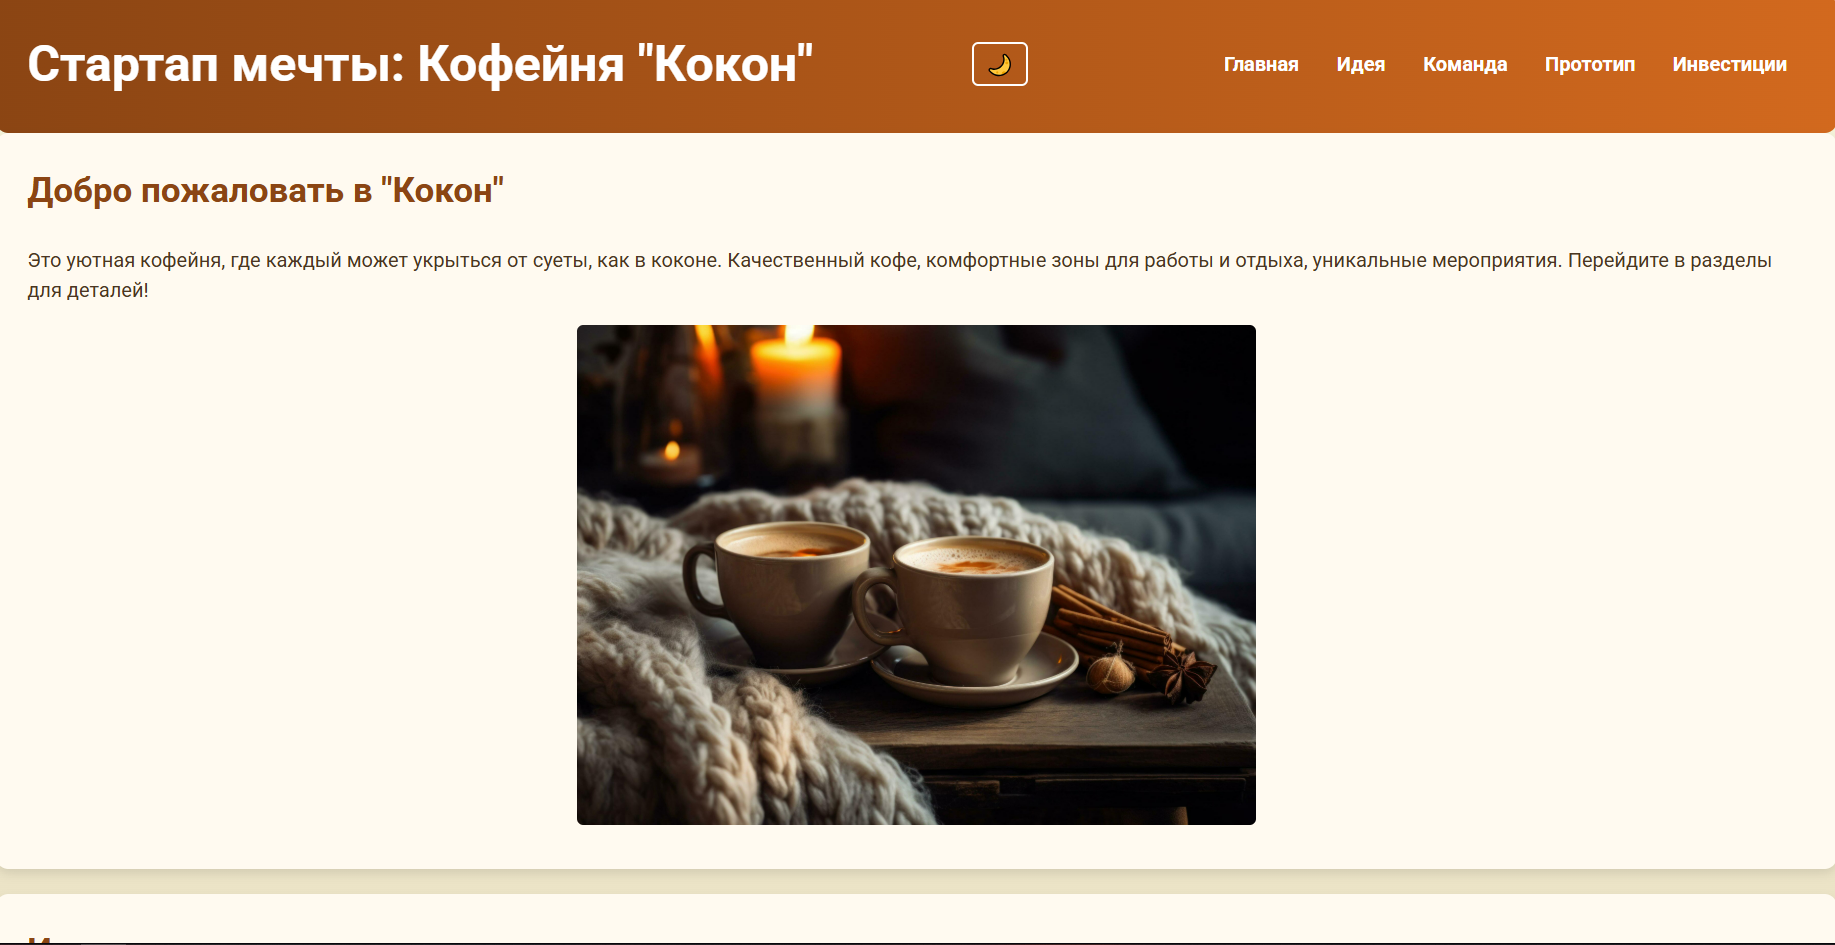 Стартап мечты: Кофейня "Кокон"
Главная Идея Команда Прототип Инвестиции
Добро пожаловать в "Кокон"
Это уютная кофейня, где каждый может укрыться от суеты, как в коконе. Качественный кофе, комфортные зоны для работы и отдыха, уникальные мероприятия. Перейдите в разделы
для деталей!